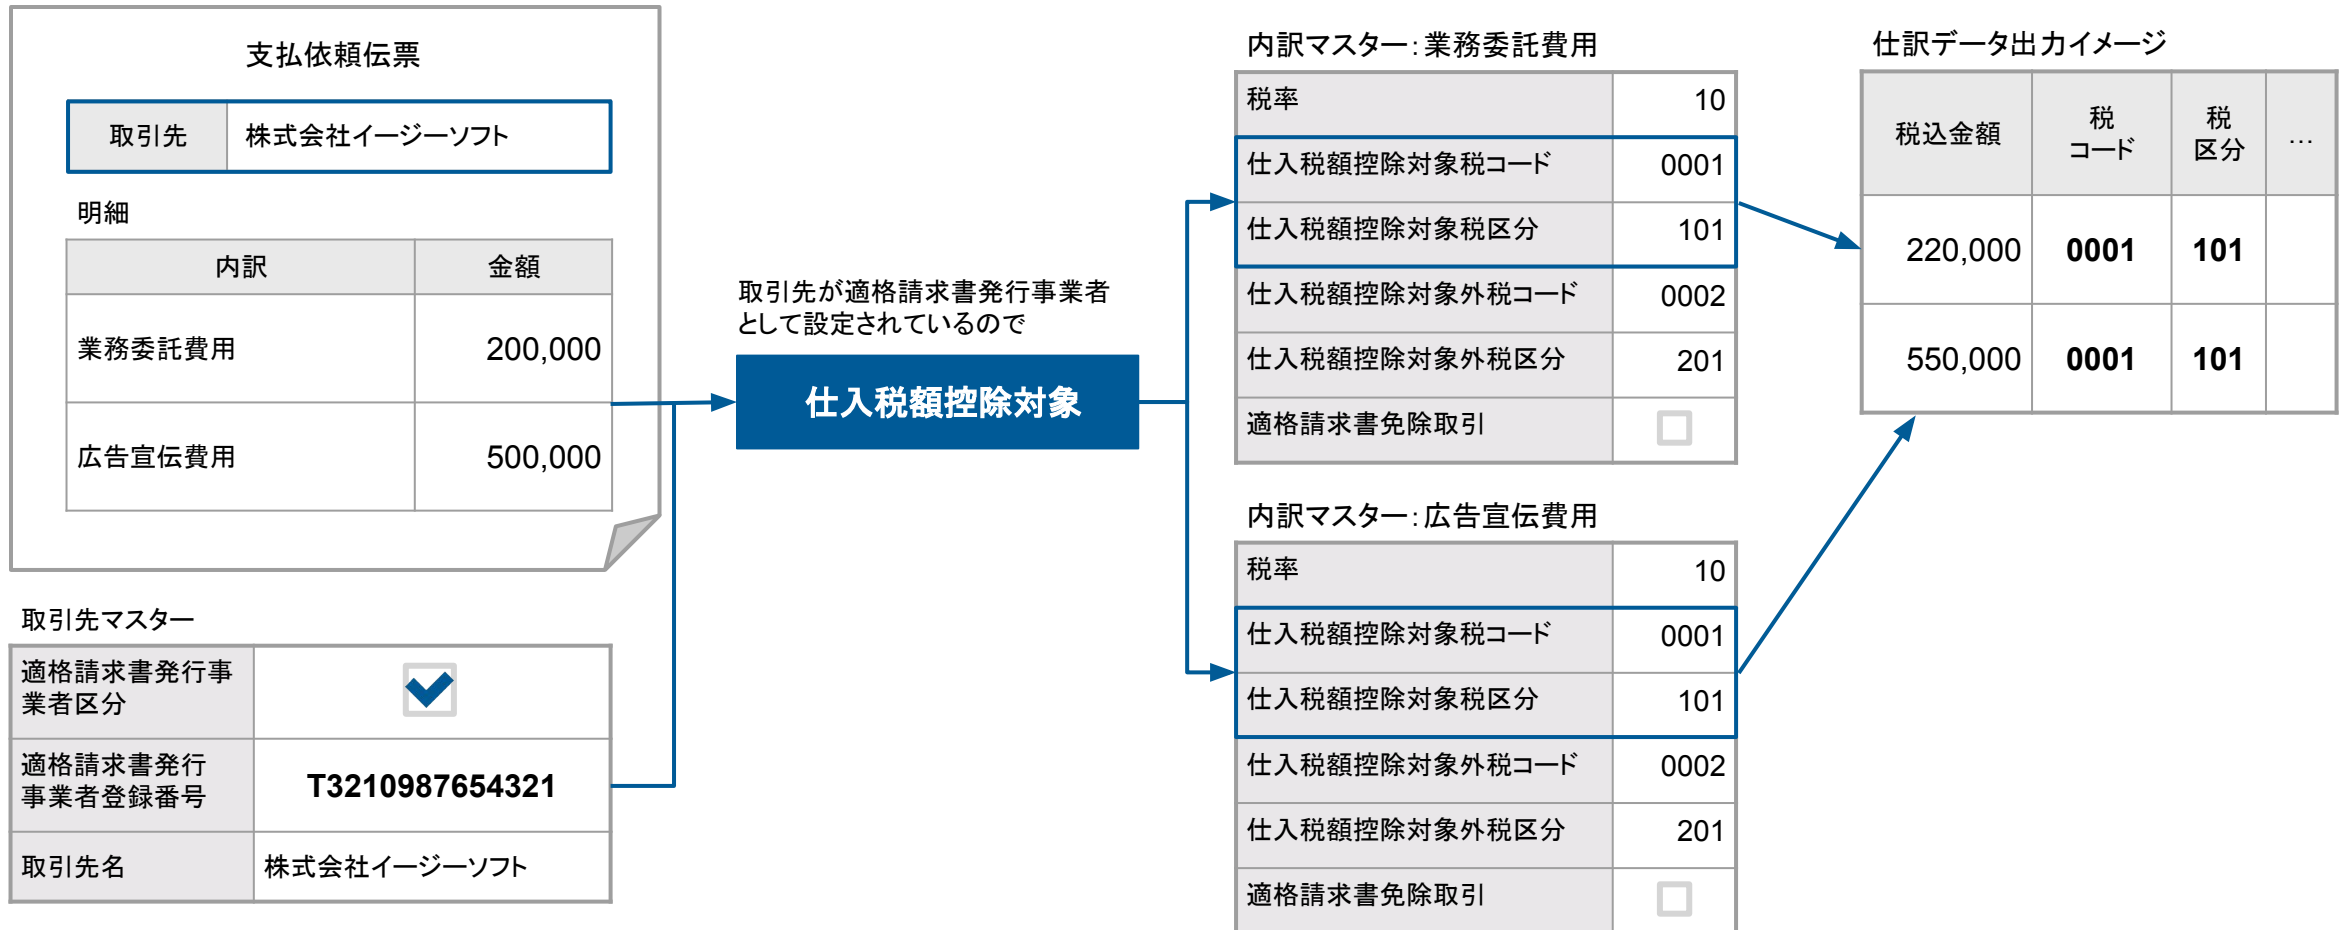 支払依頼伝票
取引先 株式会社イージーソフト
明細
内訳 金額
業務委託費用 200,000
広告宣伝費用 500,000
取引先マスター
適格請求書発行事
業者区分
適格請求書発行
事業者登録番号
T3210987654321
取引先名 株式会社イージーソフト
取引先が適格請求書発行事業者
として設定されているので
仕入税額控除対象
内訳マスター：業務委託費用
税率 10
仕入税額控除対象税コード 0001
仕入税額控除対象税区分 101
仕入税額控除対象外税コード 0002
仕入税額控除対象外税区分 201
適格請求書免除取引
内訳マスター：広告宣伝費用
税率 10
仕入税額控除対象税コード 0001
仕入税額控除対象税区分 101
仕入税額控除対象外税コード 0002
仕入税額控除対象外税区分 201
適格請求書免除取引
仕訳データ出力イメージ
税込金額
税
コード
税
区分
…
220,000 0001 101
550,000 0001 101